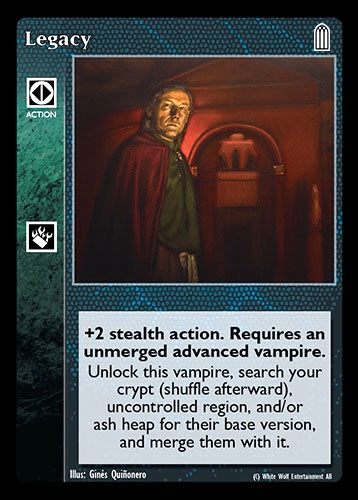 Legacy
ACTION
+2 stealth action. Requires an
unmerged advanced vampire.
Unlock this vampire, search your
crypt (shuffle afterward),
uncontrolled region, and/or
ash heap for their base version,
and merge them with it.
Illus: Ginés Quiñonero
(C) White Wolf Entertainment AB